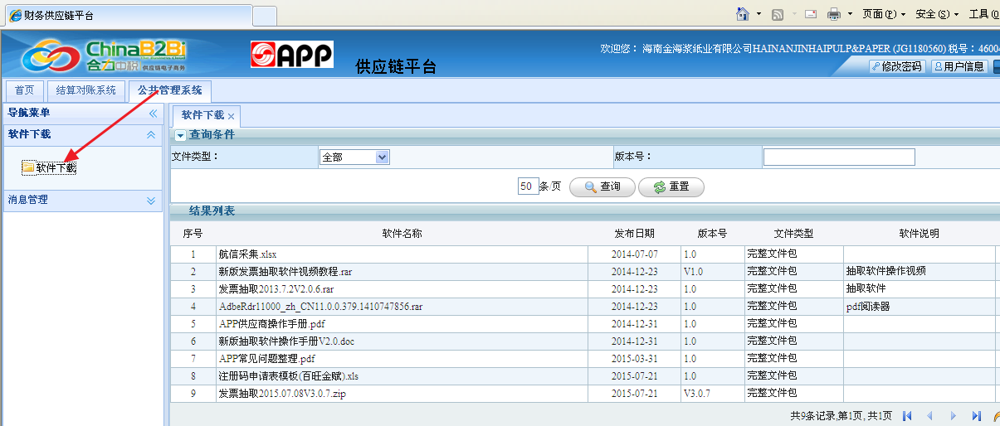 财务供应链平台
页面(P) 安全(S) 工具(O
ChinaB2Bi
The Business Cloud
合力中税 供应链电子商务
APP
供应链平台
欢迎您： 海南金海浆纸业有限公司HAINANJINHAIPULP&PAPER (JG1180560) 税号：46004
修改密码 用户信息
首页 结算对账系统 公共管理系统
导航菜单
软件下载
软件下载
消息管理
软件下载
查询条件
文件类型： 全部 版本号：
50 条/页 查询 重置
结果列表
序号 软件名称 发布日期 版本号 文件类型 软件说明
1 航信采集.xlsx 2014-07-07 1.0 完整文件包
2 新版发票抽取软件视频教程.rar 2014-12-23 V1.0 完整文件包 抽取软件操作视频
3 发票抽取2013.7.2V2.0.6.rar 2014-12-23 1.0 完整文件包 抽取软件
4 AdbeRdr11000_zh_CN11.0.0.379.1410747856.rar 2014-12-23 1.0 完整文件包 pdf阅读器
5 APP供应商操作手册.pdf 2014-12-31 1.0 完整文件包
6 新版抽取软件操作手册V2.0.doc 2014-12-31 1.0 完整文件包
7 APP常见问题整理.pdf 2015-03-31 1.0 完整文件包
8 注册码申请表模板(百旺金赋).xls 2015-07-21 1.0 完整文件包
9 发票抽取2015.07.08V3.0.7.zip 2015-07-21 V3.0.7 完整文件包
共9条记录,第1页, 共1页